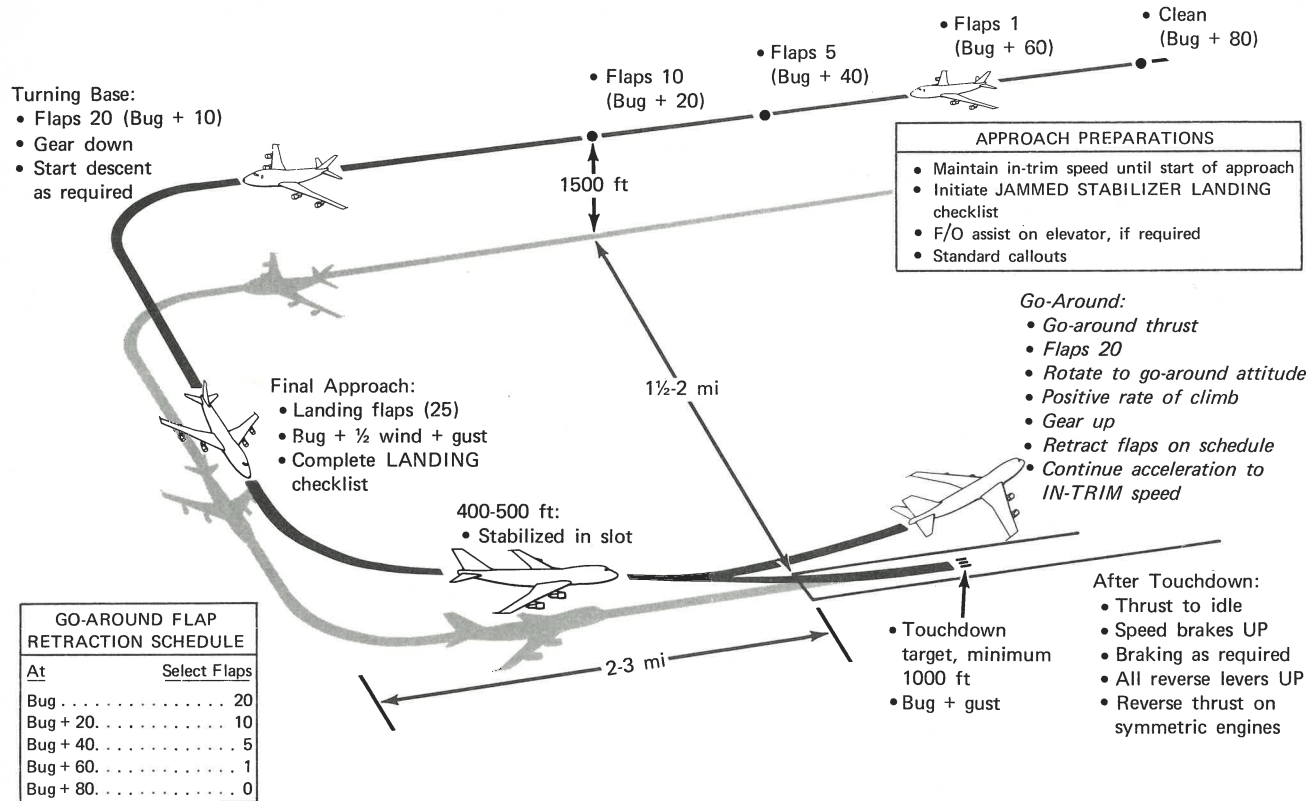 • Clean
(Bug + 80)
• Flaps 1
(Bug + 60)
• Flaps 5
(Bug + 40)
• Flaps 10
(Bug + 20)
Turning Base:
• Flaps 20 (Bug + 10)
• Gear down
• Start descent
as required
1500 ft
APPROACH PREPARATIONS
• Maintain in-trim speed until start of approach
• Initiate JAMMED STABILIZER LANDING
checklist
• F/O assist on elevator, if required
• Standard callouts
Go-Around:
• Go-around thrust
• Flaps 20
• Rotate to go-around attitude
• Positive rate of climb
• Gear up
• Retract flaps on schedule
• Continue acceleration to
IN-TRIM speed
1½-2 mi
Final Approach:
• Landing flaps (25)
• Bug + ½ wind + gust
• Complete LANDING
checklist
400-500 ft:
• Stabilized in slot
2-3 mi
• Touchdown
target, minimum
1000 ft
• Bug + gust
After Touchdown:
• Thrust to idle
• Speed brakes UP
• Braking as required
• All reverse levers UP
• Reverse thrust on
symmetric engines
GO-AROUND FLAP
RETRACTION SCHEDULE
At Select Flaps
Bug . . . . . . . . . . . . . . . 20
Bug + 20. . . . . . . . . . . . 10
Bug + 40. . . . . . . . . . . . 5
Bug + 60. . . . . . . . . . . . 1
Bug + 80. . . . . . . . . . . . 0